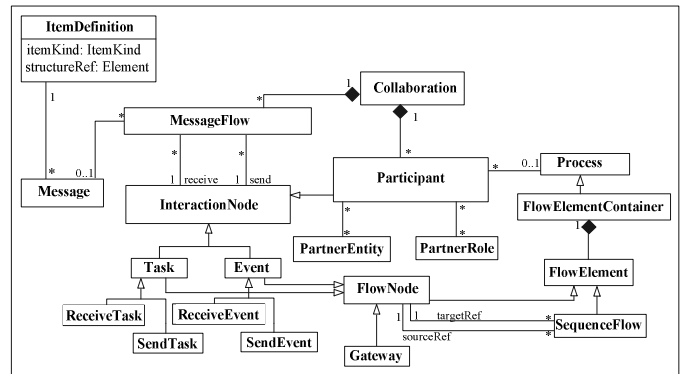 ItemDefinition
itemKind: ItemKind
structureRef: Element
1
*
Message
0..1
*
MessageFlow
*
1
Collaboration
1
*
*
*
1 receive
1 send
InteractionNode
Participant
*
0..1
Process
FlowElementContainer
1
*
*
*
*
*
PartnerEntity
PartnerRole
Task
Event
FlowNode
FlowElement
ReceiveTask
SendTask
ReceiveEvent
SendEvent
1
1
targetRef
*
sourceRef
*
SequenceFlow
Gateway